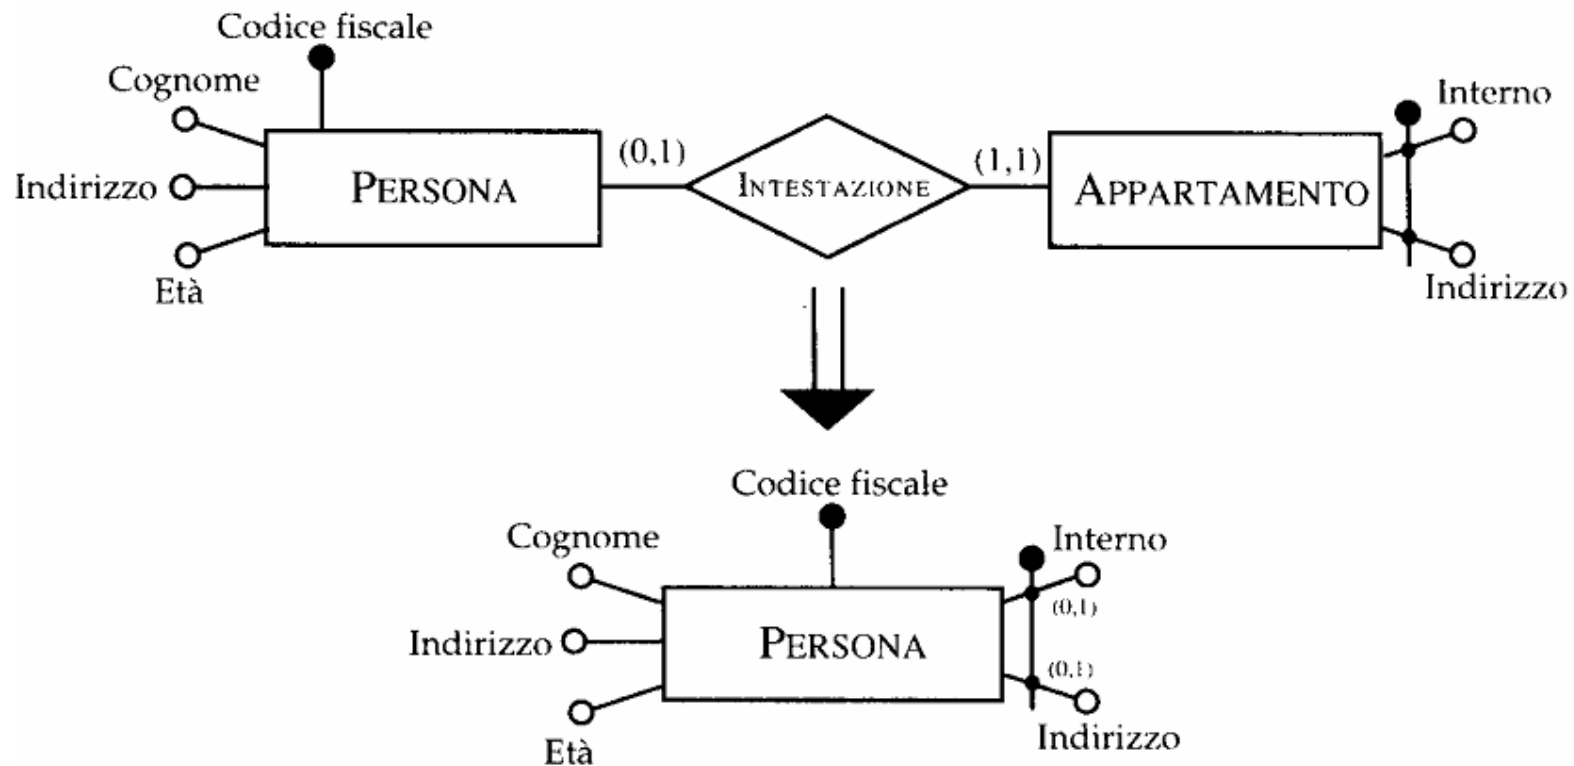 Codice fiscale
Cognome
Interno
(0,1)
(1,1)
Indirizzo
PERSONA
INTESTAZIONE
APPARTAMENTO
Età
Indirizzo
Codice fiscale
Cognome
Interno
(0,1)
Indirizzo
PERSONA
(0,1)
Età
Indirizzo